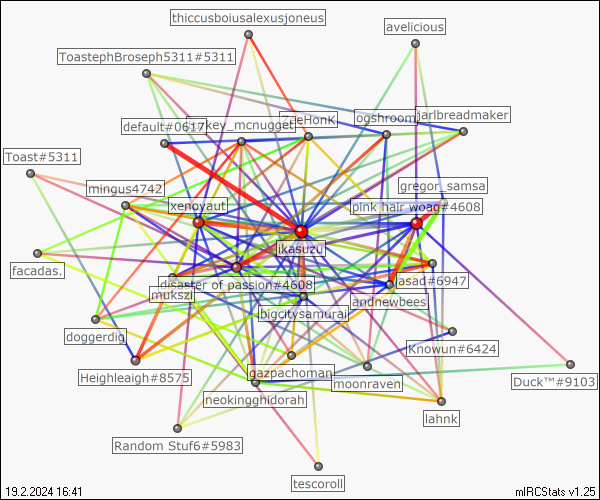 thiccusboiusalexusjoneus
avelicious
ToastephBroseph5311#5311
default#0617
key_mcnugget
HonK
ogshroom
jarlbreadmaker
Toast#5311
mingus4742
gregor_samsa
xenoyaut
pink hair woag#4608
ikasuzu
facadas.
disaster of passion#4608
asad#6947
mukszi
andnewbees
bigcitysamurai
doggerdig
Knowun#6424
Heighleigh#8575
gazpachoman
moonraven
Duck™#9103
neokingghidorah
lahnk
Random Stuf6#5983
tescoroll
19.2.2024 16:41
mIRCStats v1.25